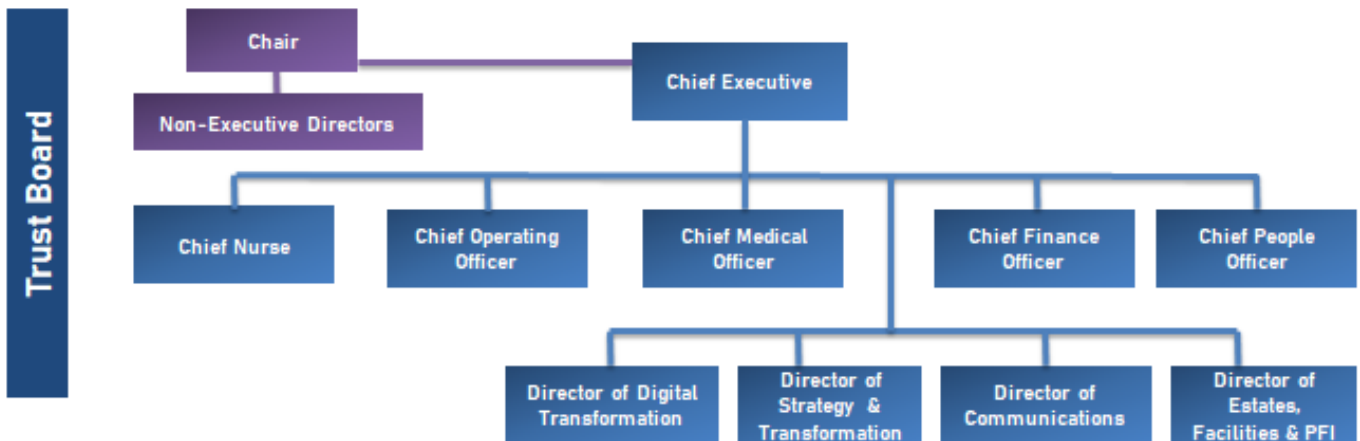 Trust Board
Chair
Non-Executive Directors
Chief Executive
Chief Nurse
Chief Operating
Officer
Chief Medical
Officer
Chief Finance
Officer
Chief People
Officer
Director of Digital
Transformation
Director of
Strategy &
Transformation
Director of
Communications
Director of
Estates,
Facilities & PFI